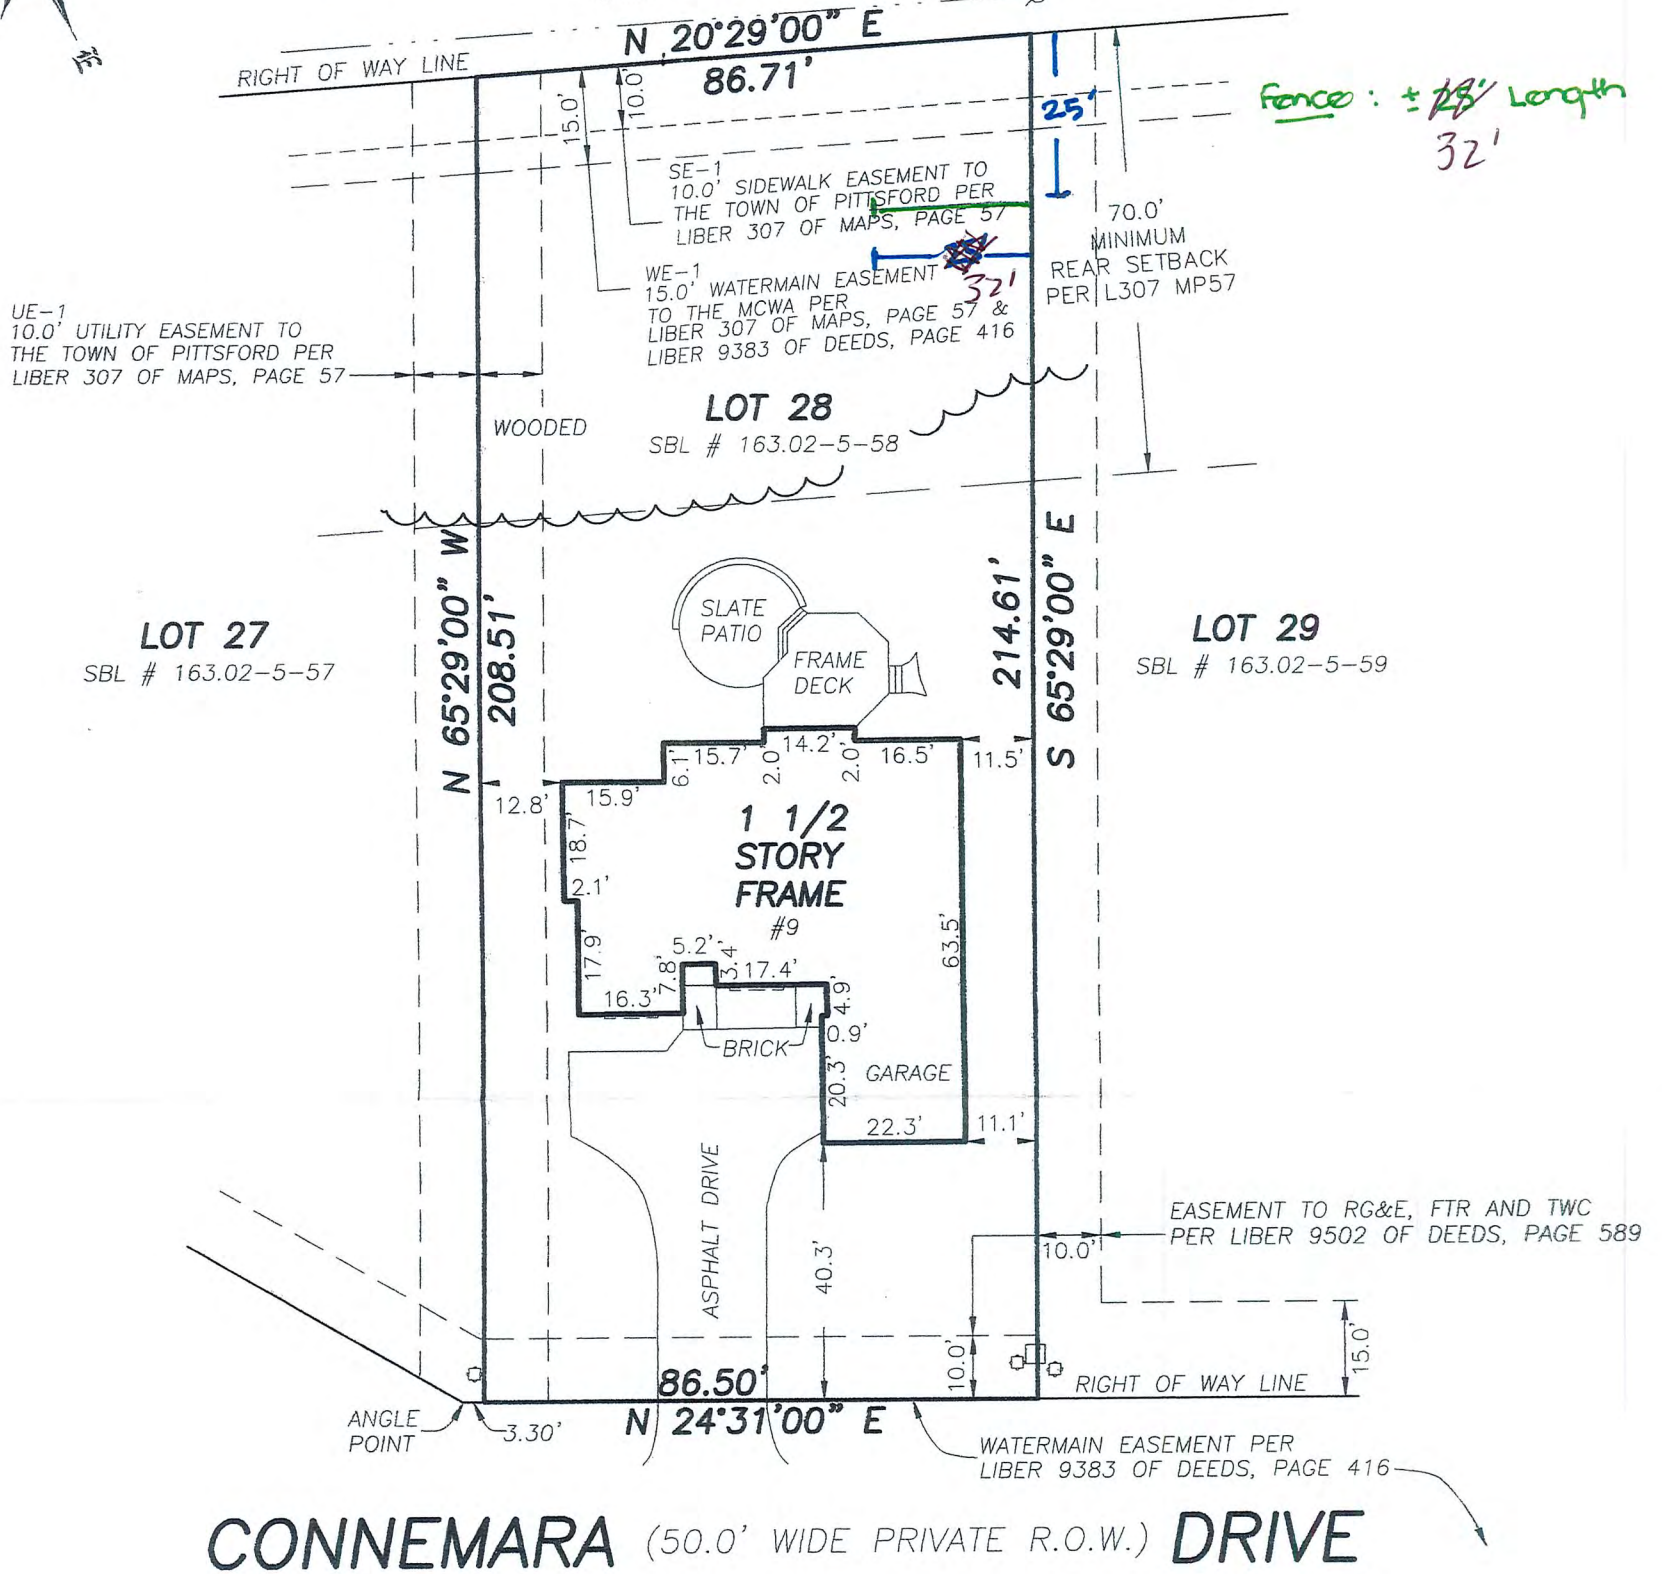 N 20°29'00" E
RIGHT OF WAY LINE
86.71'
15.0'
10.0'
25'
Fence : ± Length
32'
SE-1
10.0' SIDEWALK EASEMENT TO
THE TOWN OF PITTSFORD PER
LIBER 307 OF MAPS, PAGE 57
WE-1
15.0' WATERMAIN EASEMENT
TO THE MCWA PER
LIBER 307 OF MAPS, PAGE 57 &
LIBER 9383 OF DEEDS, PAGE 416
32'
70.0'
MINIMUM
REAR SETBACK
PER L307 MP57
UE-1
10.0' UTILITY EASEMENT TO
THE TOWN OF PITTSFORD PER
LIBER 307 OF MAPS, PAGE 57
WOODED
LOT 28
SBL # 163.02-5-58
N 65°29'00" W
208.51'
214.61'
S 65°29'00" E
LOT 27
SBL # 163.02-5-57
SLATE
PATIO
FRAME
DECK
LOT 29
SBL # 163.02-5-59
12.8'
15.9'
6.1'
15.7'
2.0'
14.2'
2.0'
16.5'
11.5'
18.7'
2.1'
17.9'
1 1/2
STORY
FRAME
#9
63.5'
16.3'
7.8'
5.2'
3.4'
17.4'
4.9'
0.9'
BRICK
20.3'
GARAGE
22.3'
11.1'
ASPHALT DRIVE
40.3'
EASEMENT TO RG&E, FTR AND TWC
PER LIBER 9502 OF DEEDS, PAGE 589
10.0'
10.0'
15.0'
86.50'
RIGHT OF WAY LINE
N 24°31'00" E
ANGLE
POINT
3.30'
WATERMAIN EASEMENT PER
LIBER 9383 OF DEEDS, PAGE 416
CONNEMARA (50.0' WIDE PRIVATE R.O.W.) DRIVE